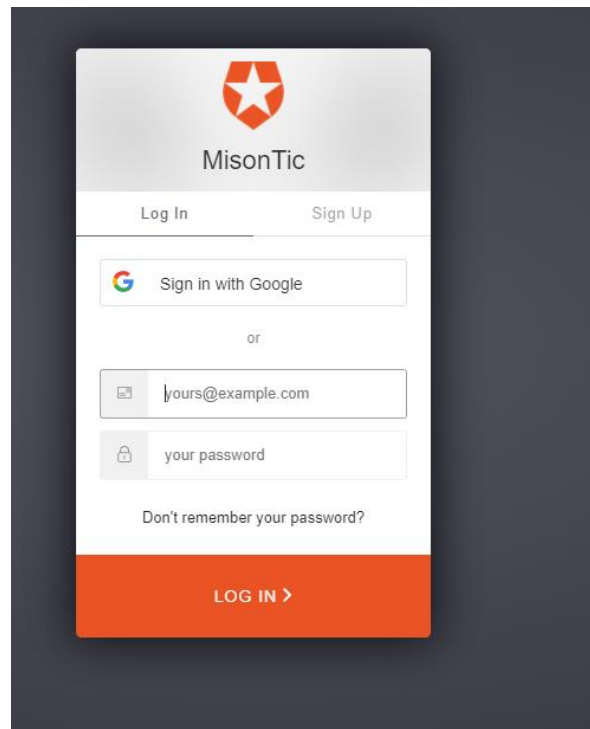 MisonTic
Log In Sign Up
Sign in with Google
or
yours@example.com
your password
Don't remember your password?
LOG IN